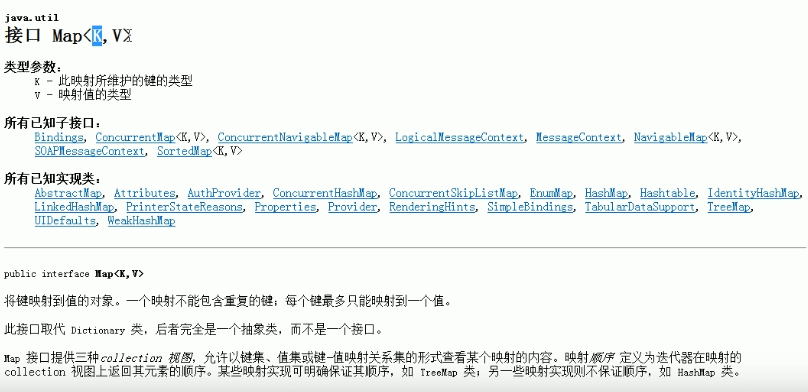 java.util
接口 Map<K,V>
类型参数：
K - 此映射所维护的键的类型
V - 映射值的类型
所有已知子接口：
Bindings, ConcurrentMap<K,V>, ConcurrentNavigableMap<K,V>, LogicalMessageContext, MessageContext, NavigableMap<K,V>,
SOAPMessageContext, SortedMap<K,V>
所有已知实现类：
AbstractMap, Attributes, AuthProvider, ConcurrentHashMap, ConcurrentSkipListMap, EnumMap, HashMap, Hashtable, IdentityHashMap,
LinkedHashMap, PrinterStateReasons, Properties, Provider, RenderingHints, SimpleBindings, TabularDataSupport, TreeMap,
UIDefaults, WeakHashMap
public interface Map<K,V>
将键映射到值的对象。一个映射不能包含重复的键；每个键最多只能映射到一个值。
此接口取代 Dictionary 类，后者完全是一个抽象类，而不是一个接口。
Map 接口提供三种collection 视图，允许以键集、值集或键-值映射关系集的形式查看某个映射的内容。映射顺序 定义为迭代器在映射的
collection 视图上返回其元素的顺序。某些映射实现可明确保证其顺序，如 TreeMap 类；另一些映射实现则不保证顺序，如 HashMap 类。